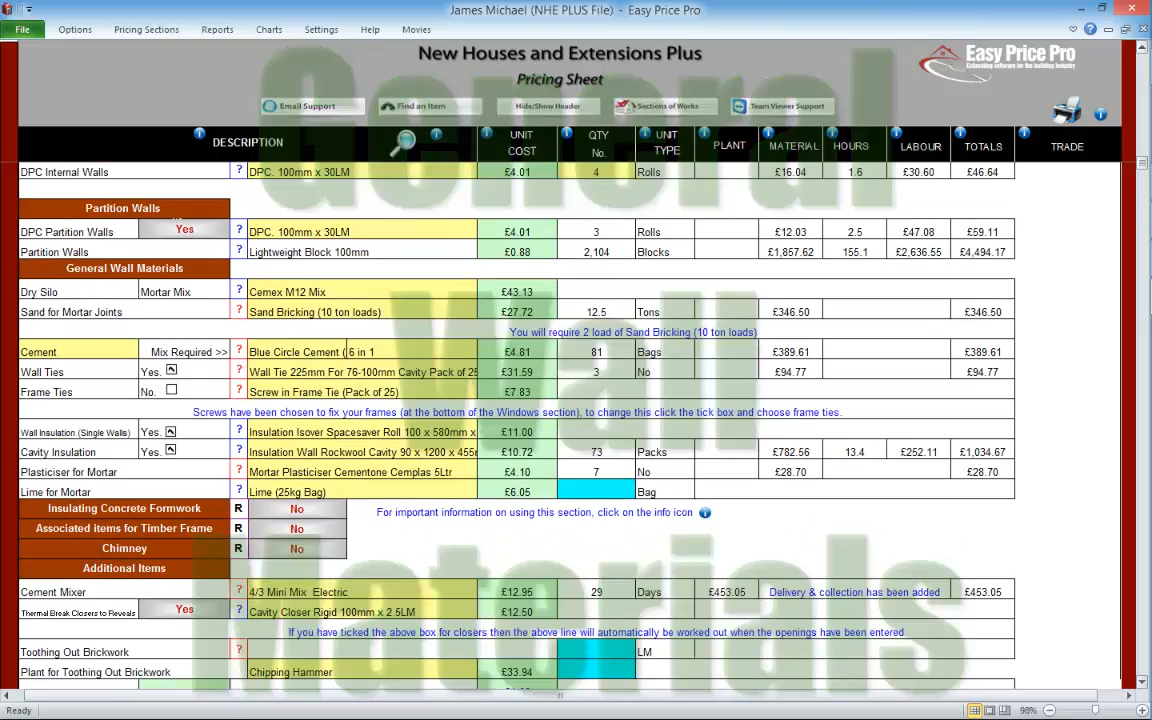 James Michael (NHE PLUS File) - Easy Price Pro
File Options Pricing Sections Reports Charts Settings Help Movies
New Houses and Extensions Plus
Pricing Sheet
Easy Price Pro
Estimating software for the building industry
Email Support Find an Item Hide/Show Header Sections of Works Team Viewer Support
DESCRIPTION UNIT COST QTY No. UNIT TYPE PLANT MATERIAL HOURS LABOUR TOTALS TRADE
DPC Internal Walls ? DPC. 100mm x 30LM £4.01 4 Rolls £16.04 1.6 £30.60 £46.64
Partition Walls
DPC Partition Walls Yes ? DPC. 100mm x 30LM £4.01 3 Rolls £12.03 2.5 £47.08 £59.11
Partition Walls ? Lightweight Block 100mm £0.88 2,104 Blocks £1,857.62 155.1 £2,636.55 £4,494.17
General Wall Materials
Dry Silo Mortar Mix ? Cemex M12 Mix £43.13
Sand for Mortar Joints ? Sand Bricking (10 ton loads) £27.72 12.5 Tons £346.50 £346.50
You will require 2 load of Sand Bricking (10 ton loads)
Cement Mix Required >> ? Blue Circle Cement ( 6 in 1 £4.81 81 Bags £389.61 £389.61
Wall Ties Yes. ? Wall Tie 225mm For 76-100mm Cavity Pack of 25 £31.59 3 No £94.77 £94.77
Frame Ties No. ? Screw in Frame Tie (Pack of 25) £7.83
Screws have been chosen to fix your frames (at the bottom of the Windows section), to change this click the tick box and choose frame ties.
Wall Insulation (Single Walls) Yes. ? Insulation Isover Spacesaver Roll 100 x 580mm x £11.00
Cavity Insulation Yes. ? Insulation Wall Rockwool Cavity 90 x 1200 x 455m £10.72 73 Packs £782.56 13.4 £252.11 £1,034.67
Plasticiser for Mortar ? Mortar Plasticiser Cementone Cemplas 5Ltr £4.10 7 No £28.70 £28.70
Lime for Mortar ? Lime (25kg Bag) £6.05 Bag
Insulating Concrete Formwork R No For important information on using this section, click on the info icon
Associated items for Timber Frame R No
Chimney R No
Additional Items
Cement Mixer ? 4/3 Mini Mix Electric £12.95 29 Days £453.05 Delivery & collection has been added £453.05
Thermal Break Closers to Reveals Yes ? Cavity Closer Rigid 100mm x 2.5LM £12.50
If you have ticked the above box for closers then the above line will automatically be worked out when the openings have been entered
Toothing Out Brickwork ? LM
Plant for Toothing Out Brickwork Chipping Hammer £33.94
General
Wall
Materials
Ready 98%